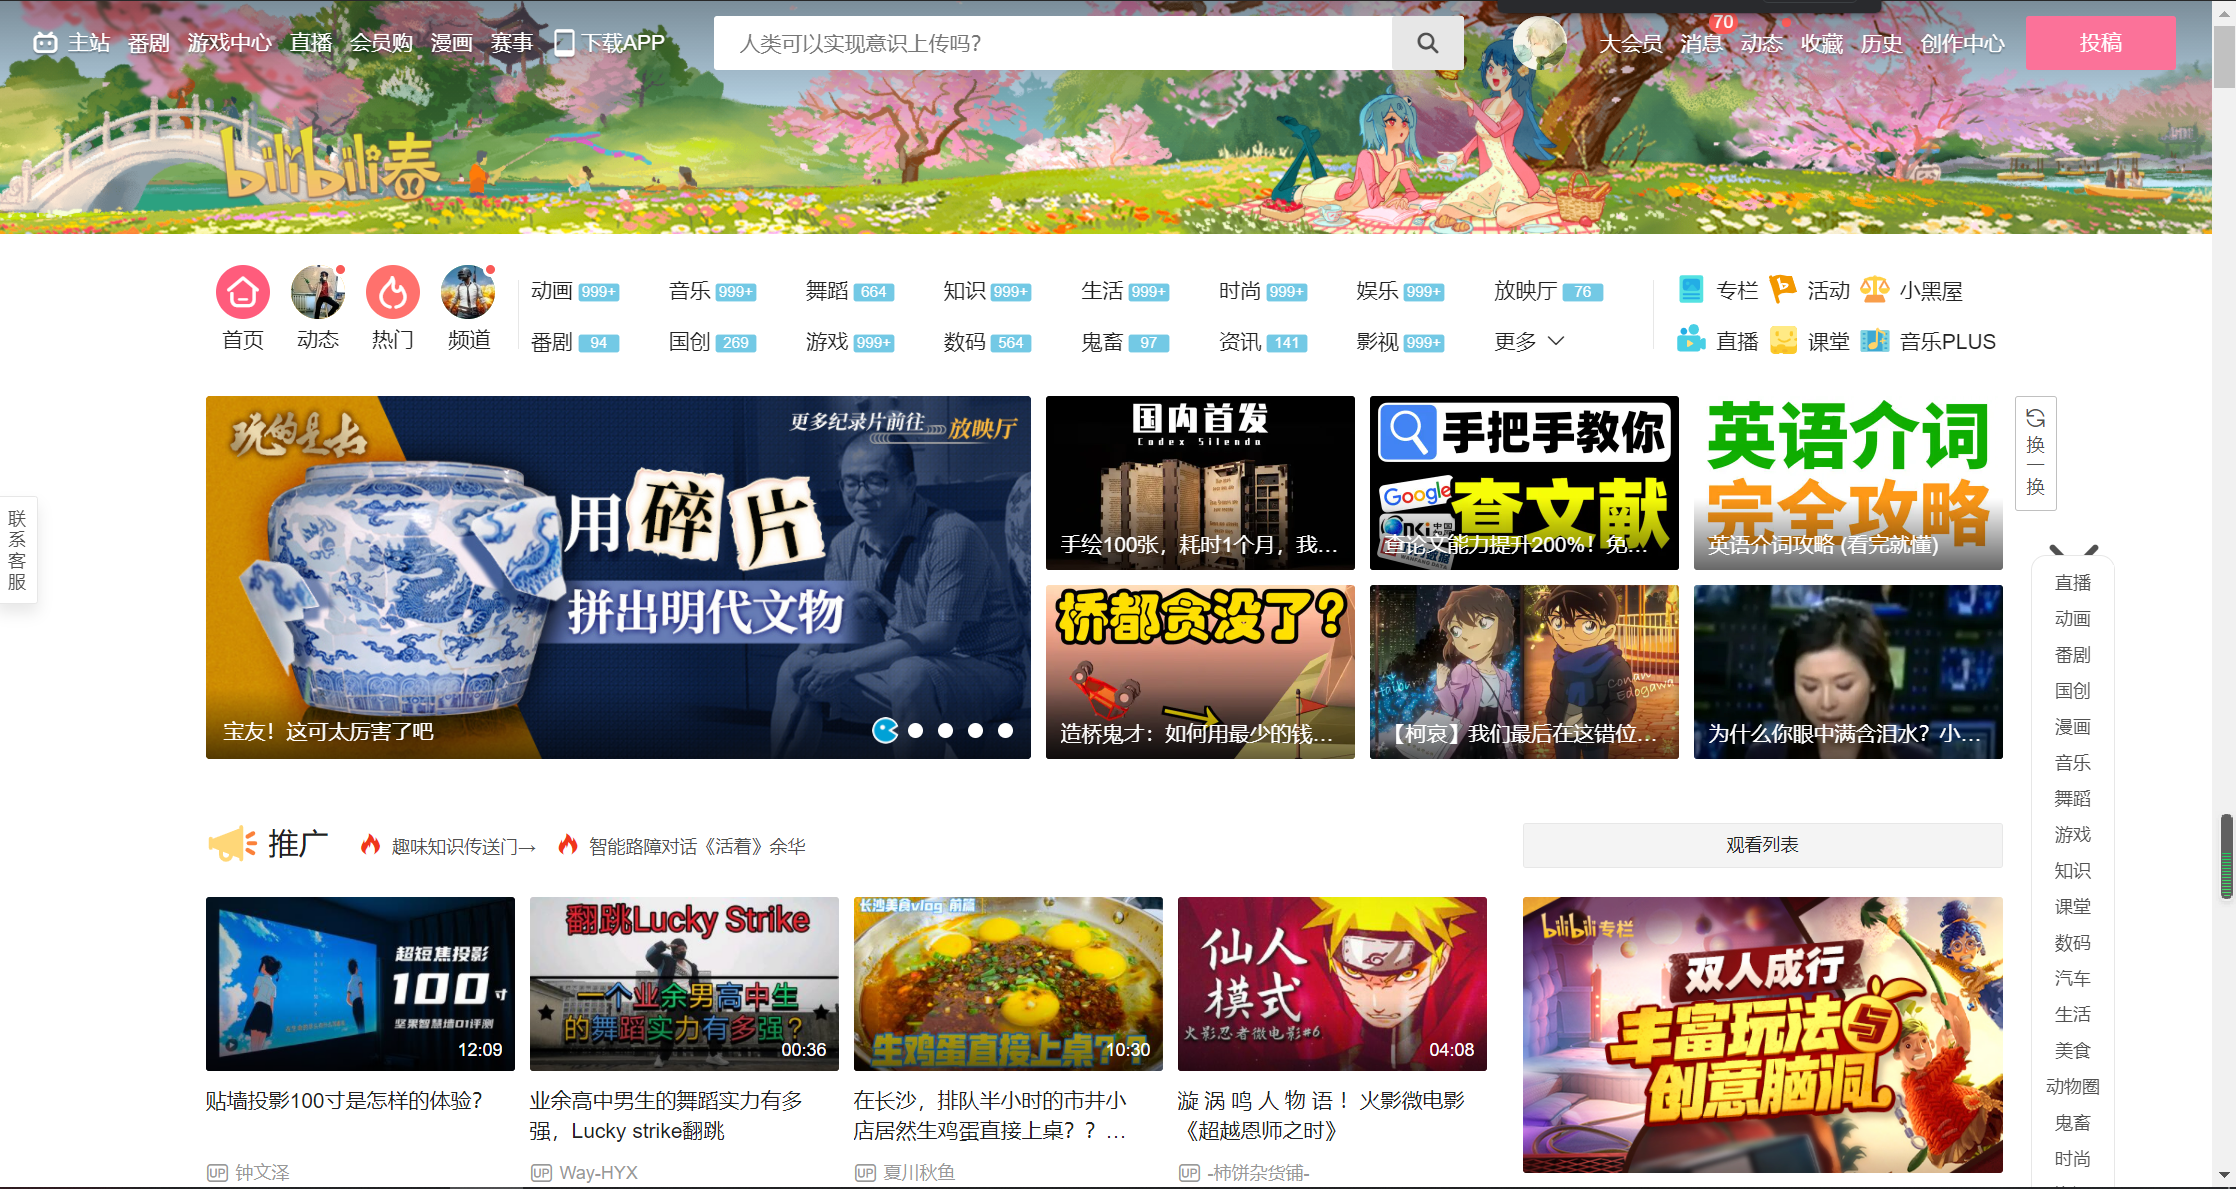 主站 番剧 游戏中心 直播 会员购 漫画 赛事 下载APP
人类可以实现意识上传吗?
大会员 消息 70 动态 收藏 历史 创作中心 投稿
bilibili春
首页 动态 热门 频道
动画 999+ 音乐 999+ 舞蹈 664 知识 999+ 生活 999+ 时尚 999+ 娱乐 999+ 放映厅 76
番剧 94 国创 269 游戏 999+ 数码 564 鬼畜 97 资讯 141 影视 999+ 更多
专栏 活动 小黑屋
直播 课堂 音乐PLUS
联系客服
玩的是古
更多纪录片前往 放映厅
用碎片
拼出明代文物
宝友！这可太厉害了吧
国内首发
Codex Silenda
手绘100张，耗时1个月，我...
手把手教你
Google
查文献
查论文能力提升200%！免...
英语介词
完全攻略
英语介词攻略 (看完就懂)
换一换
桥都贪没了?
造桥鬼才：如何用最少的钱...
Haibara
Conan
Edogawa
【柯哀】我们最后在这错位...
为什么你眼中满含泪水？小...
直播
动画
番剧
国创
漫画
音乐
舞蹈
游戏
知识
课堂
数码
汽车
生活
美食
动物圈
鬼畜
时尚
推广 趣味知识传送门→ 智能路障对话《活着》余华
观看列表
超短焦投影
100寸
坚果智慧墙O1评测
12:09
贴墙投影100寸是怎样的体验?
UP 钟文泽
翻跳Lucky Strike
一个业余男高中生
的舞蹈实力有多强？
00:36
业余高中男生的舞蹈实力有多
强，Lucky strike翻跳
UP Way-HYX
长沙美食vlog 前篇
生鸡蛋直接上桌??
10:30
在长沙，排队半小时的市井小
店居然生鸡蛋直接上桌？？...
UP 夏川秋鱼
仙人
模式
火影忍者微电影#6
04:08
漩 涡 鸣 人 物 语 ！火影微电影
《超越恩师之时》
UP -柿饼杂货铺-
bilibili专栏
双人成行
丰富玩法与
创意脑洞